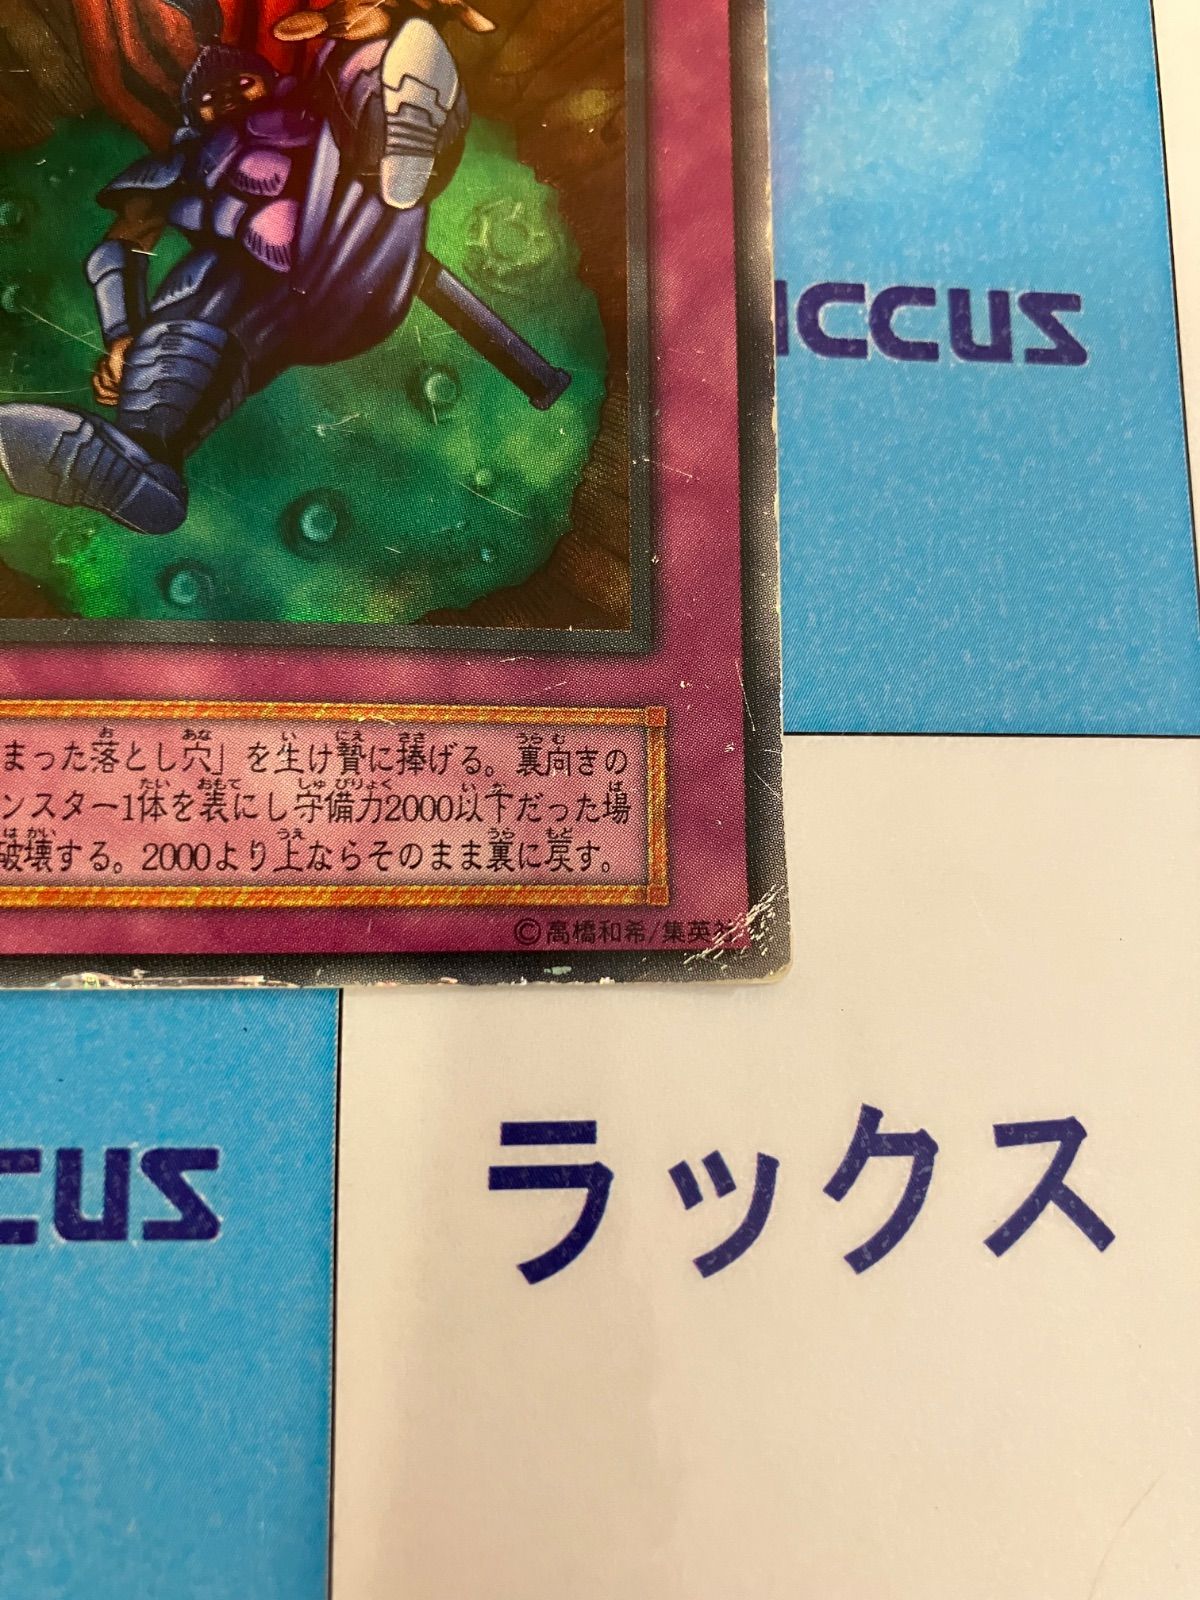 まった落とし穴」を生け贄に捧げる。裏向きの
ンスター1体を表にし守備力2000以下だった場
破壊する。2000より上ならそのまま裏に戻す。
©高橋和希/集英社
ICCUS
CUS
ラックス